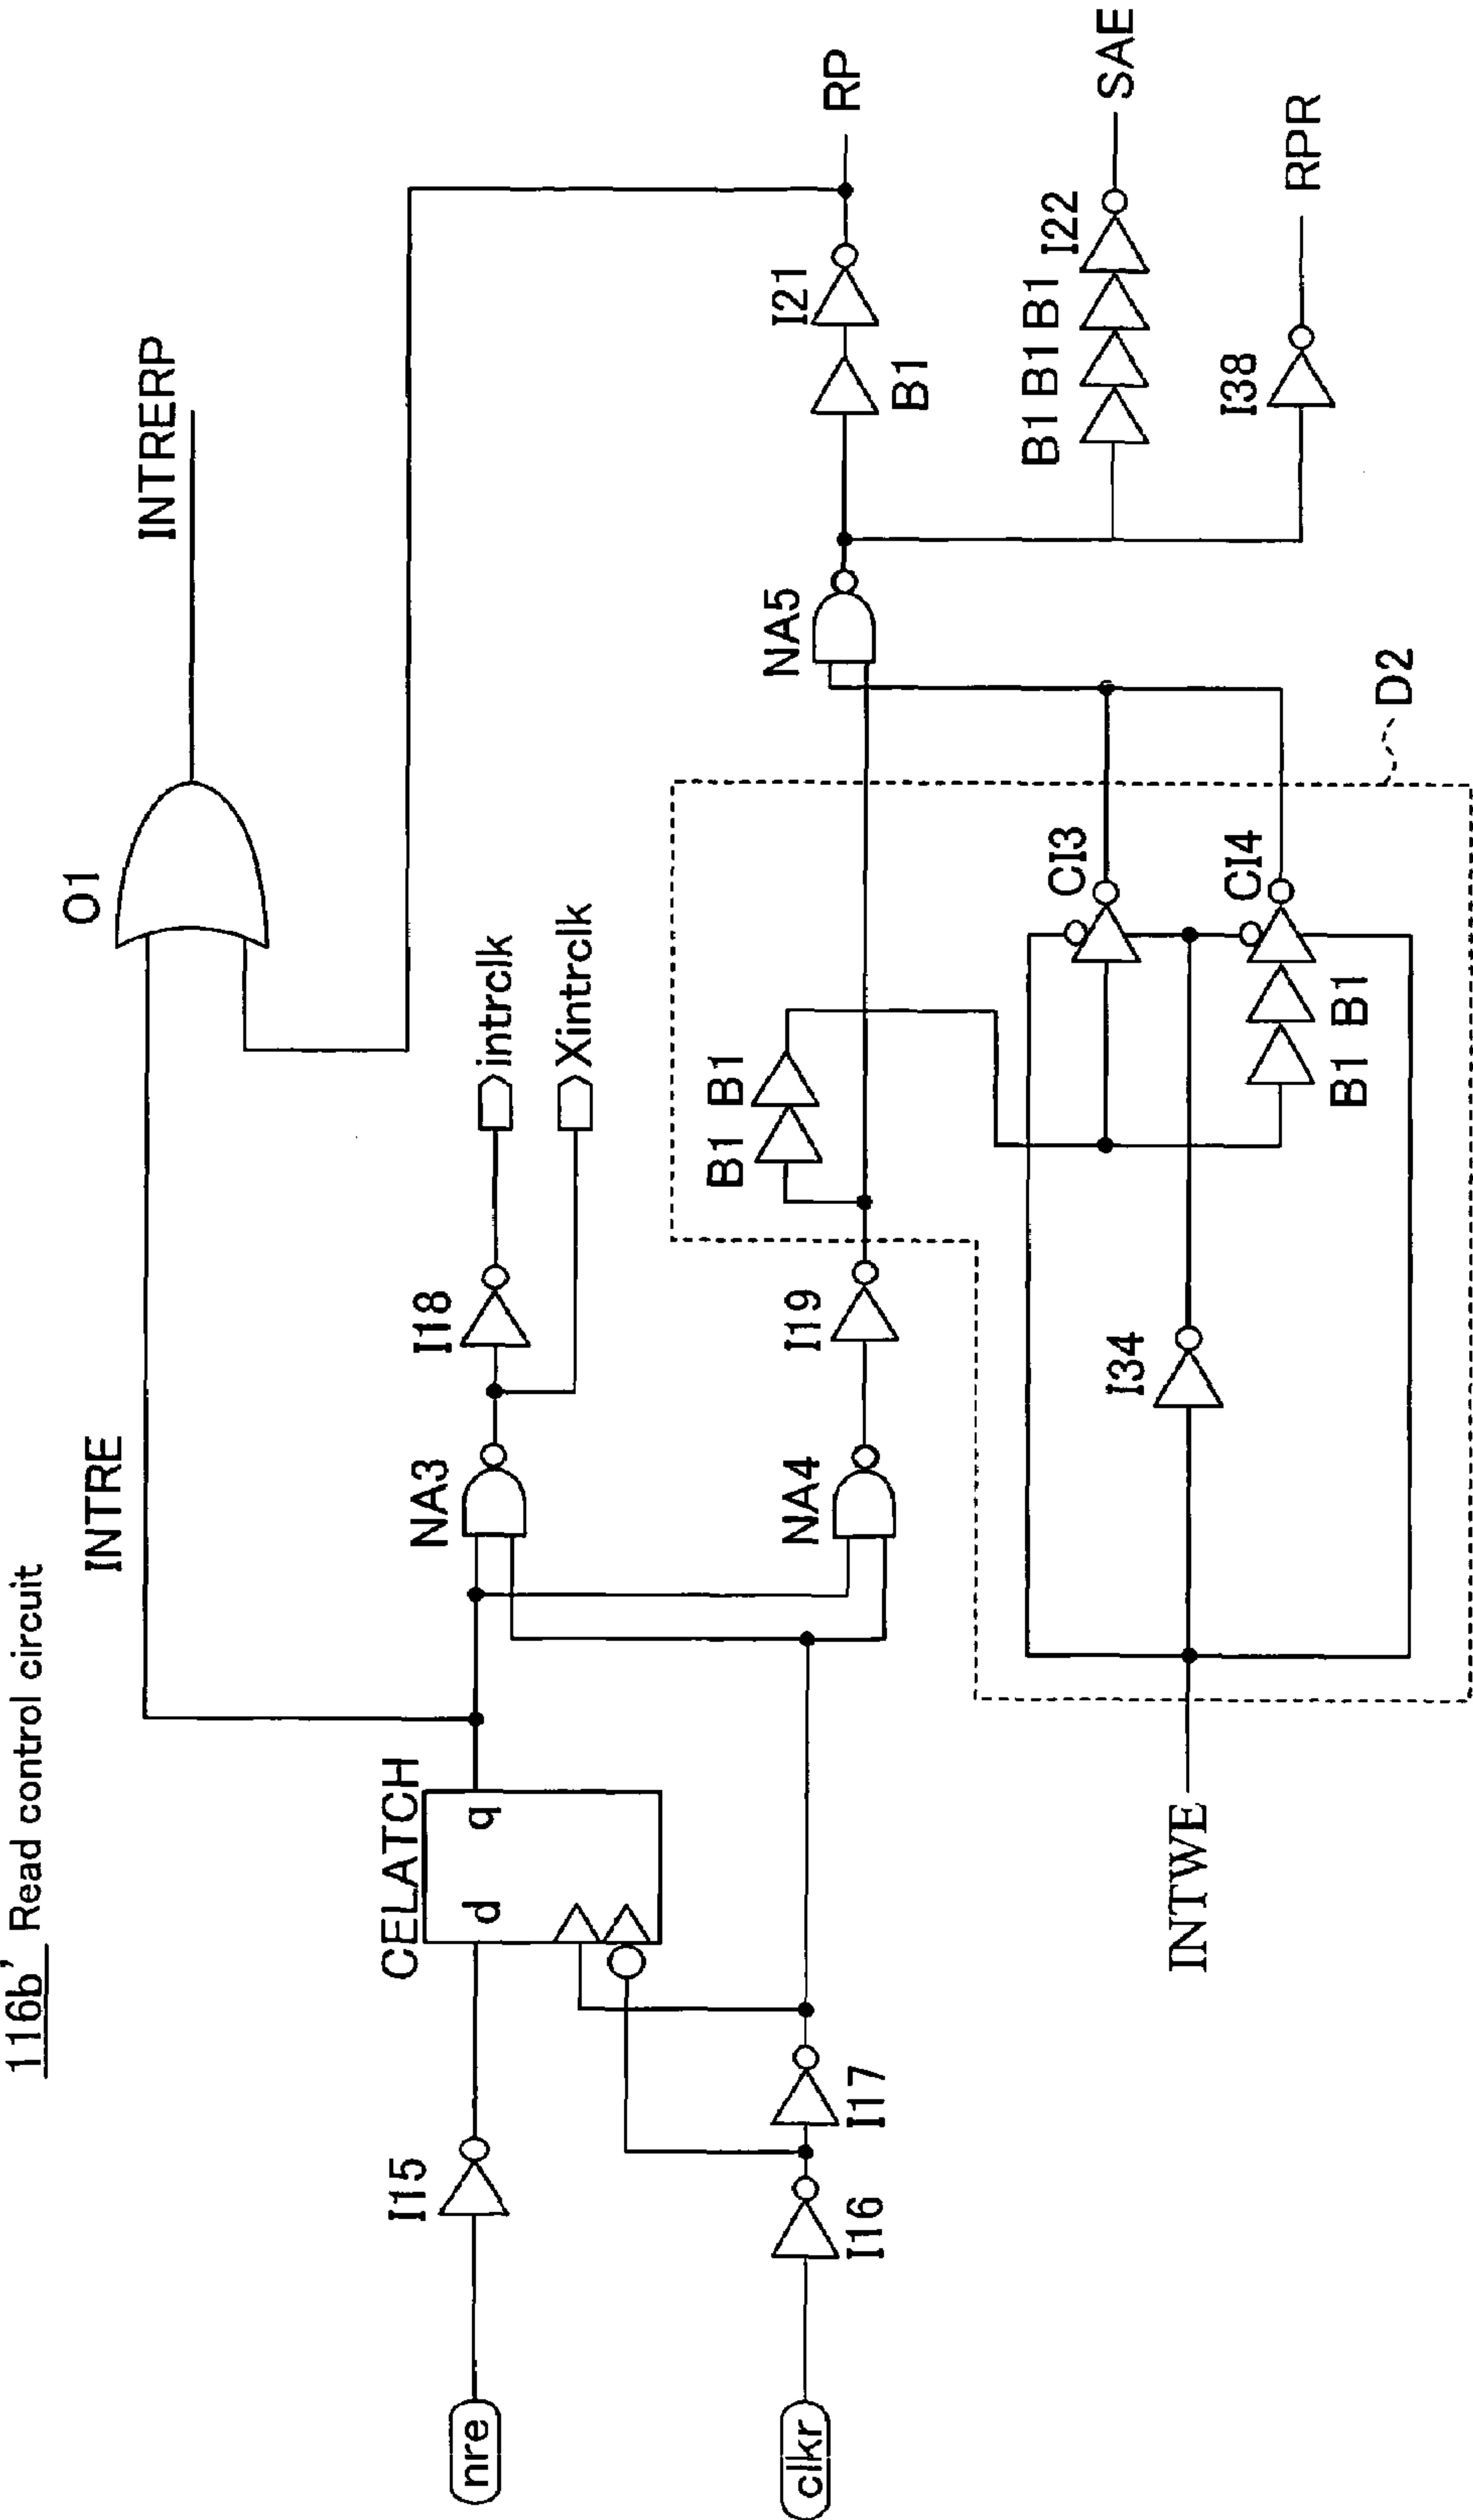 116b' Read control circuit
INTRE
O1
INTRERP
CELATCH
d
q
NA3
I18
intrclk
Xintrclk
nre
I15
clkr
I16
I17
NA4
I19
B1
B1
NA5
I21
B1
RP
B1
B1
B1
I22
SAE
I38
RPR
INTWE
I34
CI3
CI4
B1
B1
D2